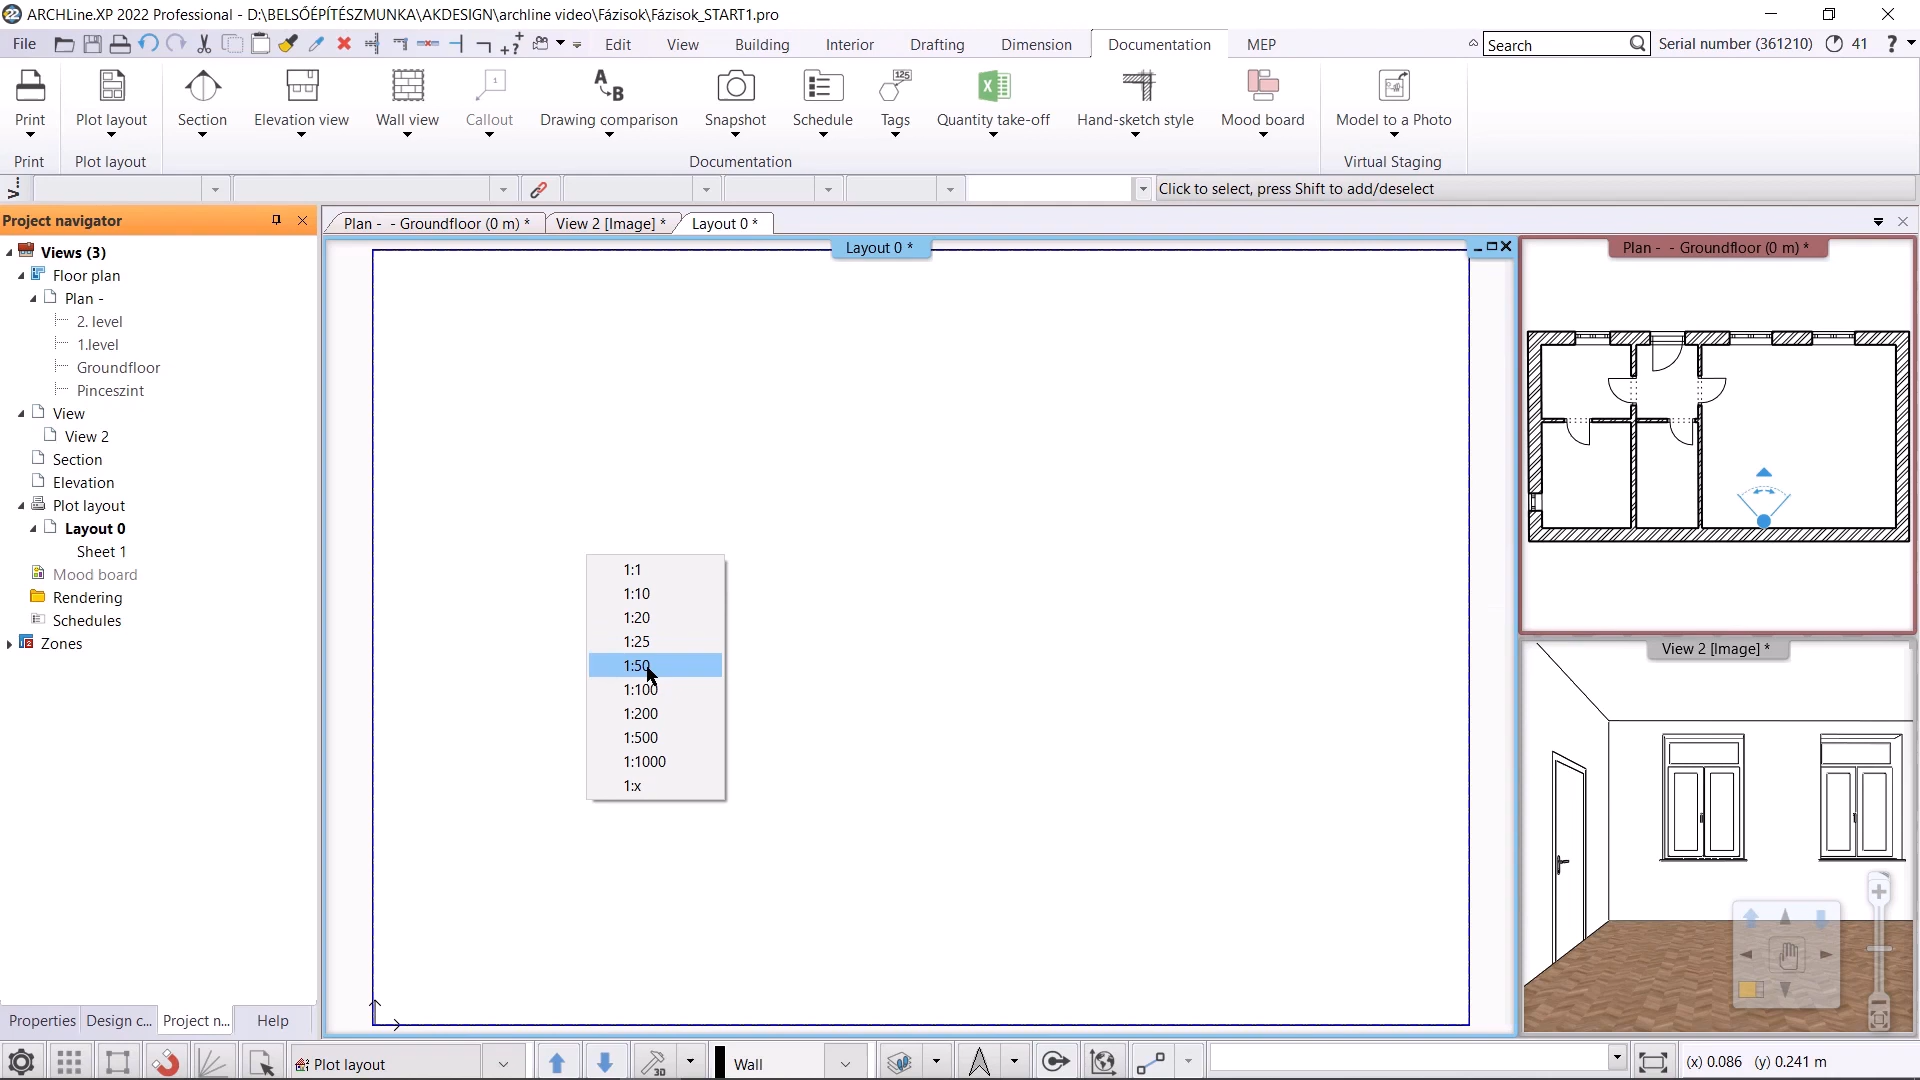 ARCHLine.XP 2022 Professional - D:\BELSŐÉPÍTÉSZMUNKA\AKDESIGN\archline video\Fázisok\Fázisok_START1.pro
File
Edit
View
Building
Interior
Drafting
Dimension
Documentation
MEP
Search
Serial number (361210)
41
?
Print
Plot layout
Section
Elevation view
Wall view
Callout
Drawing comparison
Snapshot
Schedule
Tags
Quantity take-off
Hand-sketch style
Mood board
Model to a Photo
Print
Plot layout
Documentation
Virtual Staging
Click to select, press Shift to add/deselect
Project navigator
Plan - - Groundfloor (0 m) *
View 2 [Image] *
Layout 0 *
Views (3)
Floor plan
Plan -
2. level
1.level
Groundfloor
Pinceszint
View
View 2
Section
Elevation
Plot layout
Layout 0
Sheet 1
Mood board
Rendering
Schedules
Zones
Layout 0 *
1:1
1:10
1:20
1:25
1:50
1:100
1:200
1:500
1:1000
1:x
Plan - - Groundfloor (0 m) *
View 2 [Image] *
Properties
Design c...
Project n...
Help
Plot layout
3D
Wall
(x) 0.086 (y) 0.241 m